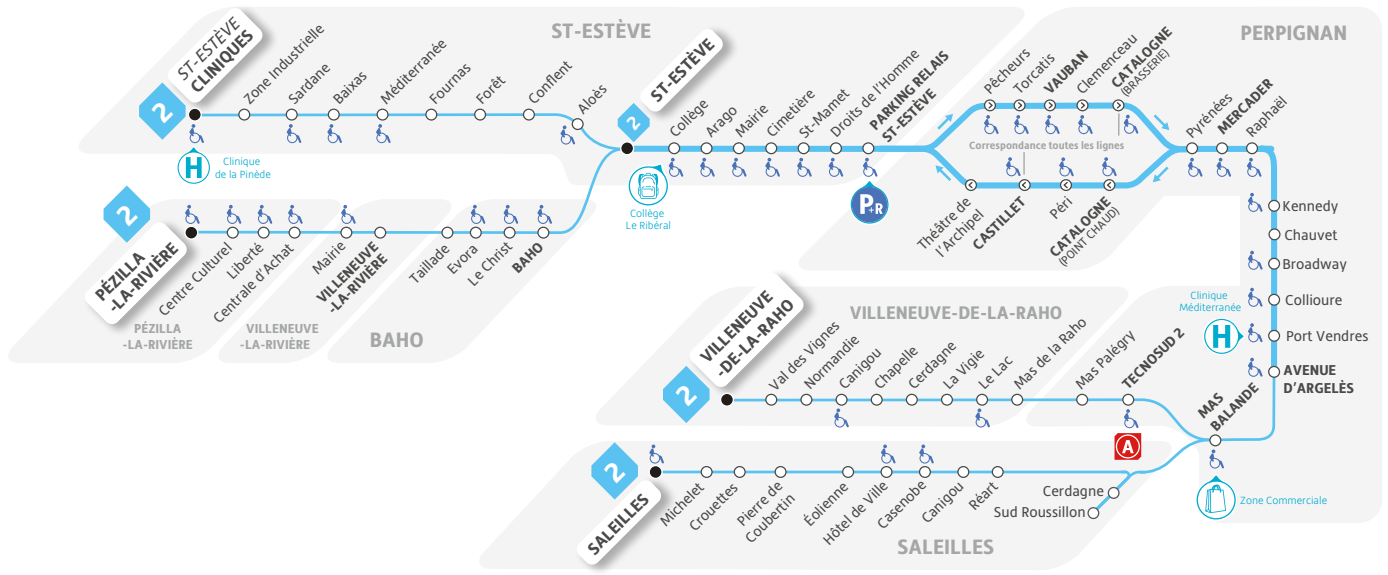 ST-ESTÈVE
PERPIGNAN
2
ST-ESTÈVE
CLINIQUES
Zone Industrielle
Sardane
Baixas
Méditerranée
Fournas
Forêt
Conflent
Aloès
H
Clinique
de la Pinède
2
ST-ESTÈVE
Collège
Le Ribéral
Collège
Arago
Mairie
Cimetière
St-Mamet
Droits de l'Homme
PARKING RELAIS
ST-ESTÈVE
P+R
Pêcheurs
Torcatis
VAUBAN
Clemenceau
CATALOGNE
(BRASSERIE)
Correspondance toutes les lignes
Théâtre de
l'Archipel
CASTILLET
Péri
CATALOGNE
(POINT CHAUD)
Pyrénées
MERCADER
Raphaël
Kennedy
Chauvet
Broadway
Collioure
Clinique
Méditerranée
H
Port Vendres
AVENUE
D'ARGELÈS
2
PÉZILLA
-LA-RIVIÈRE
Centre Culturel
Liberté
Centrale d'Achat
Mairie
VILLENEUVE
-LA-RIVIÈRE
Taillade
Evora
Le Christ
BAHO
PÉZILLA
-LA-RIVIÈRE
VILLENEUVE
-LA-RIVIÈRE
BAHO
VILLENEUVE-DE-LA-RAHO
2
VILLENEUVE
-DE-LA-RAHO
Val des Vignes
Normandie
Canigou
Chapelle
Cerdagne
La Vigie
Le Lac
Mas de la Raho
Mas Palégry
TECNOSUD 2
A
MAS
BALANDE
Zone Commerciale
2
SALEILLES
Michelet
Crouettes
Pierre de
Coubertin
Éolienne
Hôtel de Ville
Casenobe
Canigou
Réart
Cerdagne
Sud Roussillon
SALEILLES